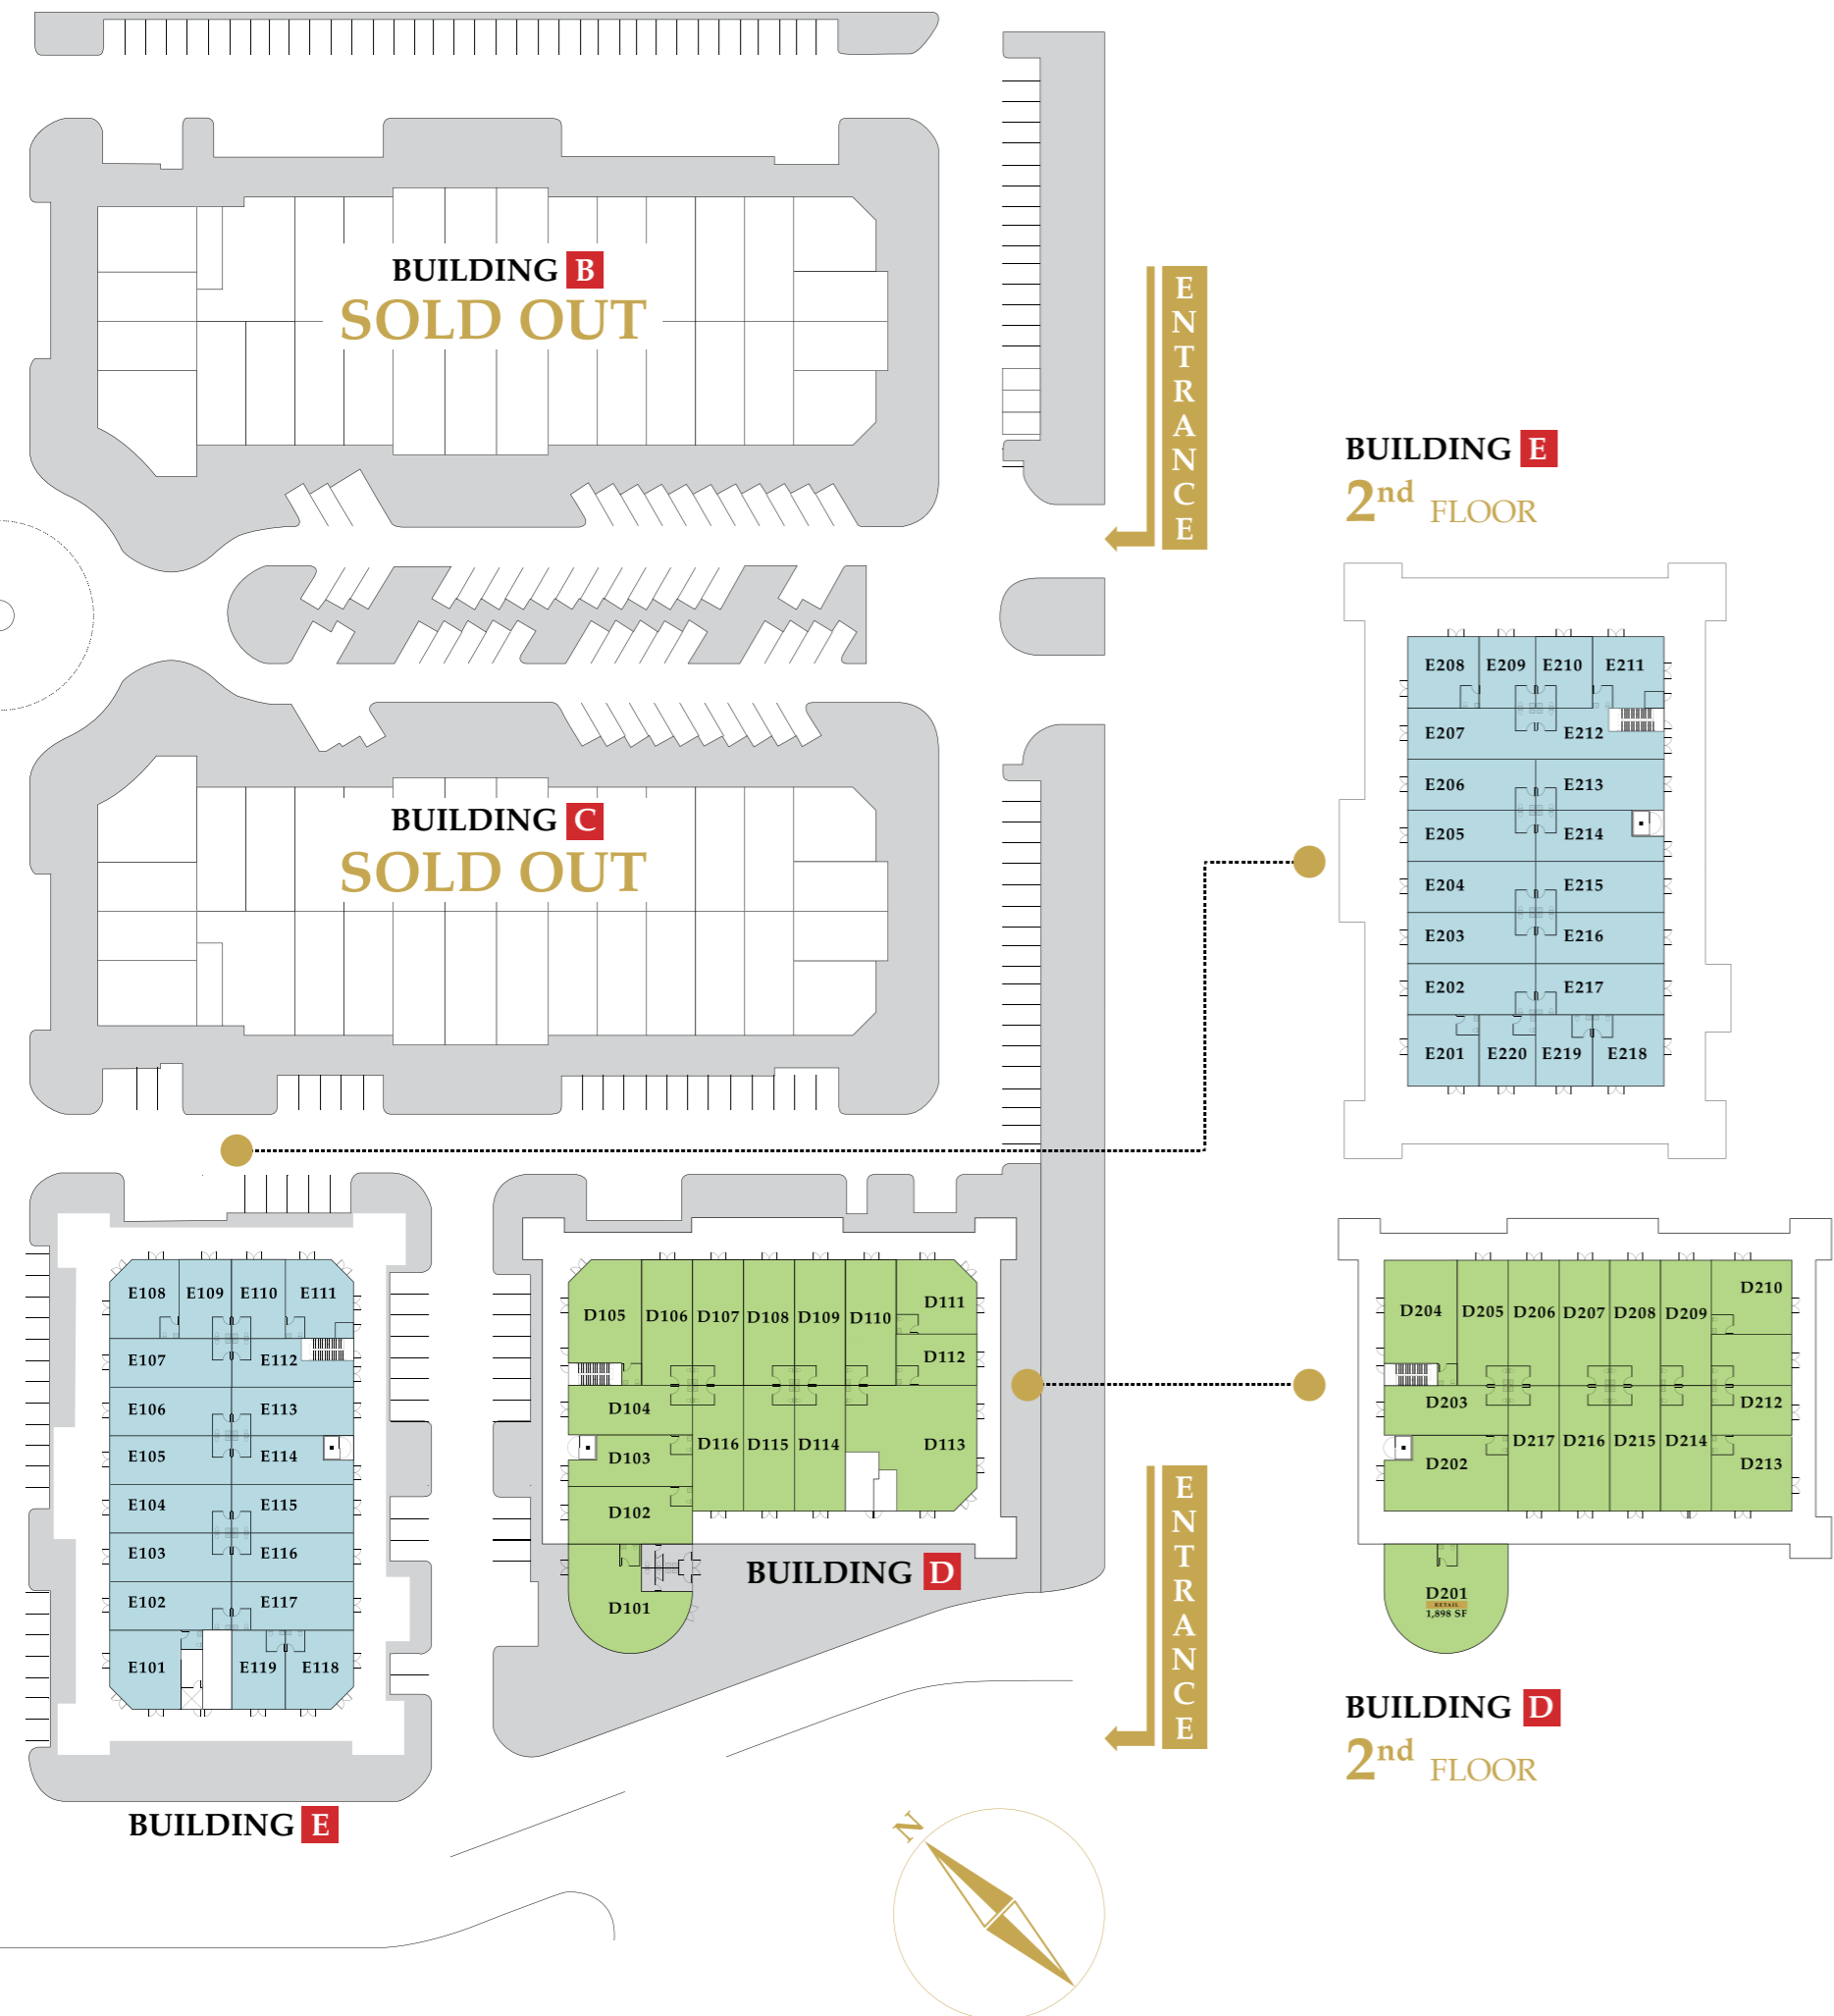 BUILDING B
SOLD OUT
ENTRANCE
BUILDING E
2nd FLOOR
E208 E209 E210 E211
E207 E212
E206 E213
E205 E214
E204 E215
E203 E216
E202 E217
E201 E220 E219 E218
BUILDING C
SOLD OUT
E108 E109 E110 E111
E107 E112
E106 E113
E105 E114
E104 E115
E103 E116
E102 E117
E101 E119 E118
BUILDING E
D105 D106 D107 D108 D109 D110 D111
D112
D104
D103 D116 D115 D114 D113
D102
D101
BUILDING D
ENTRANCE
D204 D205 D206 D207 D208 D209 D210
D203 D212
D202 D217 D216 D215 D214 D213
D201
RETAIL
1,898 SF
BUILDING D
2nd FLOOR
N